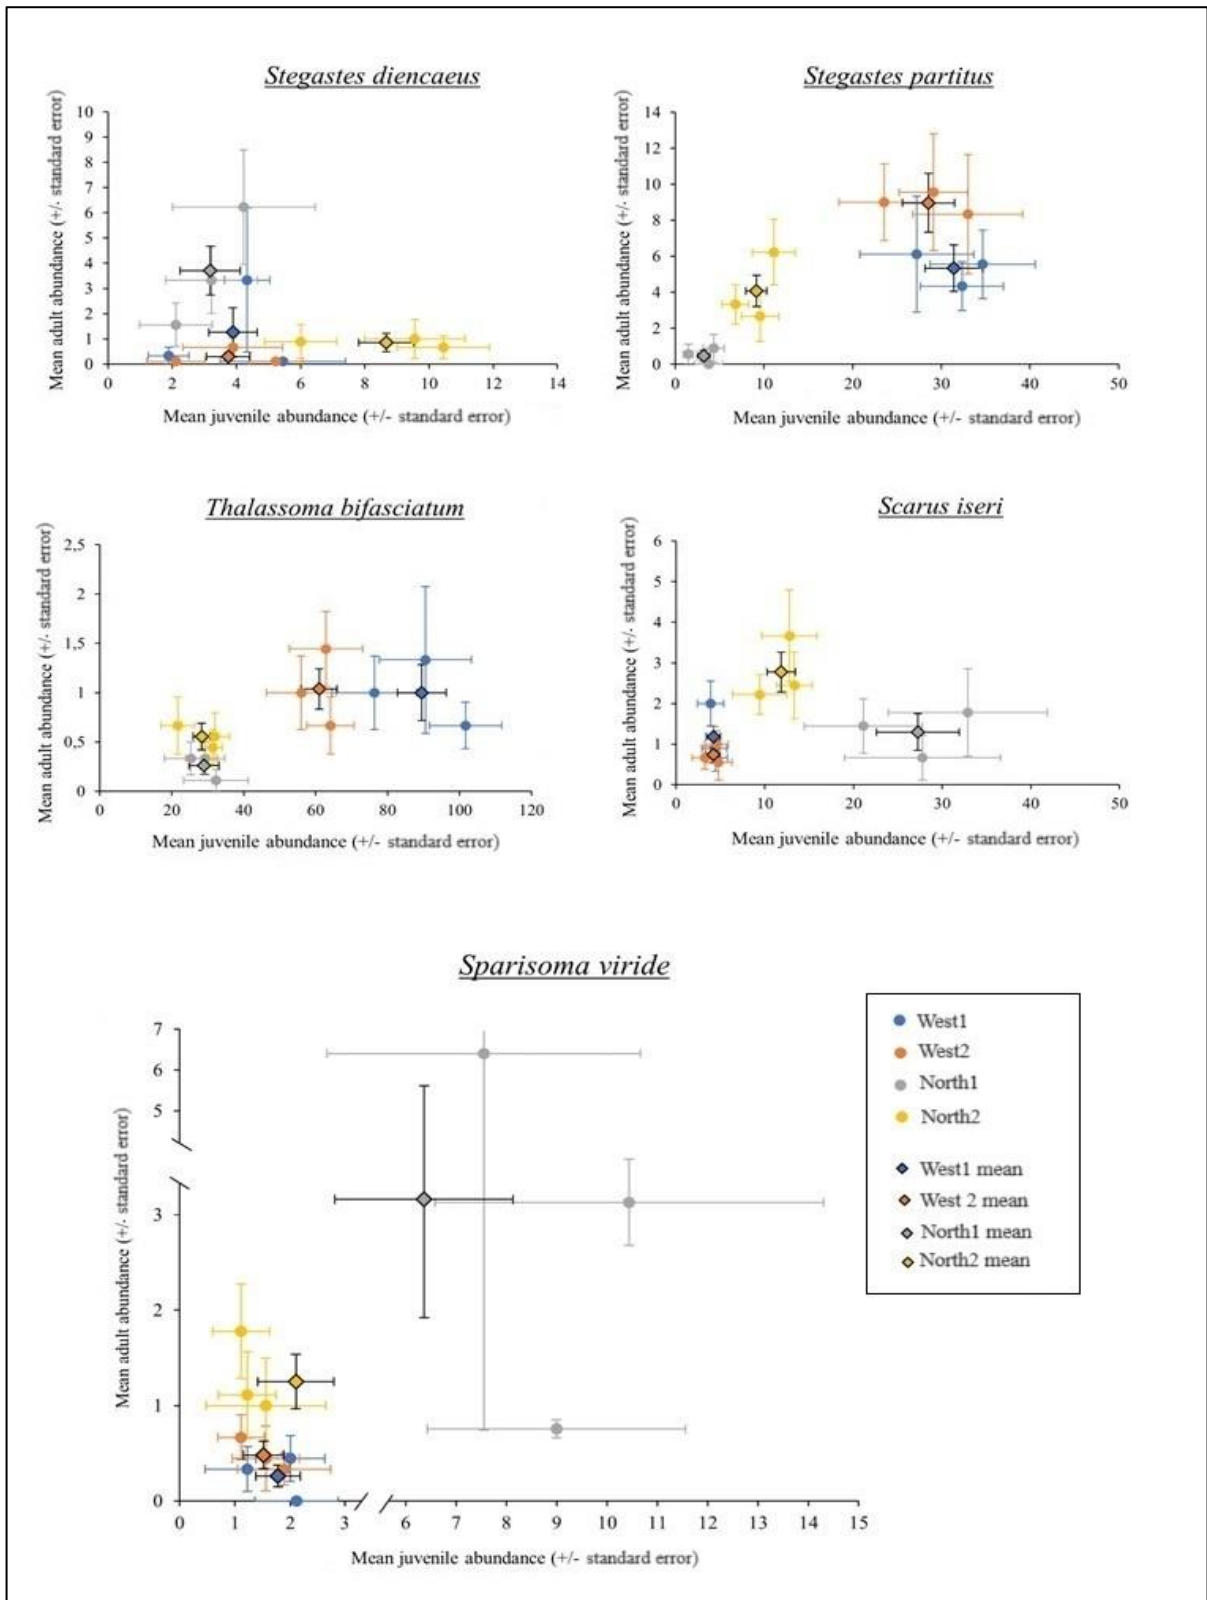 Stegastes diencaeus
Mean adult abundance (+/- standard error)
10
9
8
7
6
5
4
3
2
1
0
0 2 4 6 8 10 12 14
Mean juvenile abundance (+/- standard error)
Stegastes partitus
Mean adult abundance (+/- standard error)
14
12
10
8
6
4
2
0
0 10 20 30 40 50
Mean juvenile abundance (+/- standard error)
Thalassoma bifasciatum
Mean adult abundance (+/- standard error)
2,5
2
1,5
1
0,5
0
0 20 40 60 80 100 120
Mean juvenile abundance (+/- standard error)
Scarus iseri
Mean adult abundance (+/- standard error)
6
5
4
3
2
1
0
0 10 20 30 40 50
Mean juvenile abundance (+/- standard error)
Sparisoma viride
Mean adult abundance (+/- standard error)
7
6
5
3
2
1
0
0 1 2 3 6 7 8 9 10 11 12 13 14 15
Mean juvenile abundance (+/- standard error)
West1
West2
North1
North2
West1 mean
West 2 mean
North1 mean
North2 mean